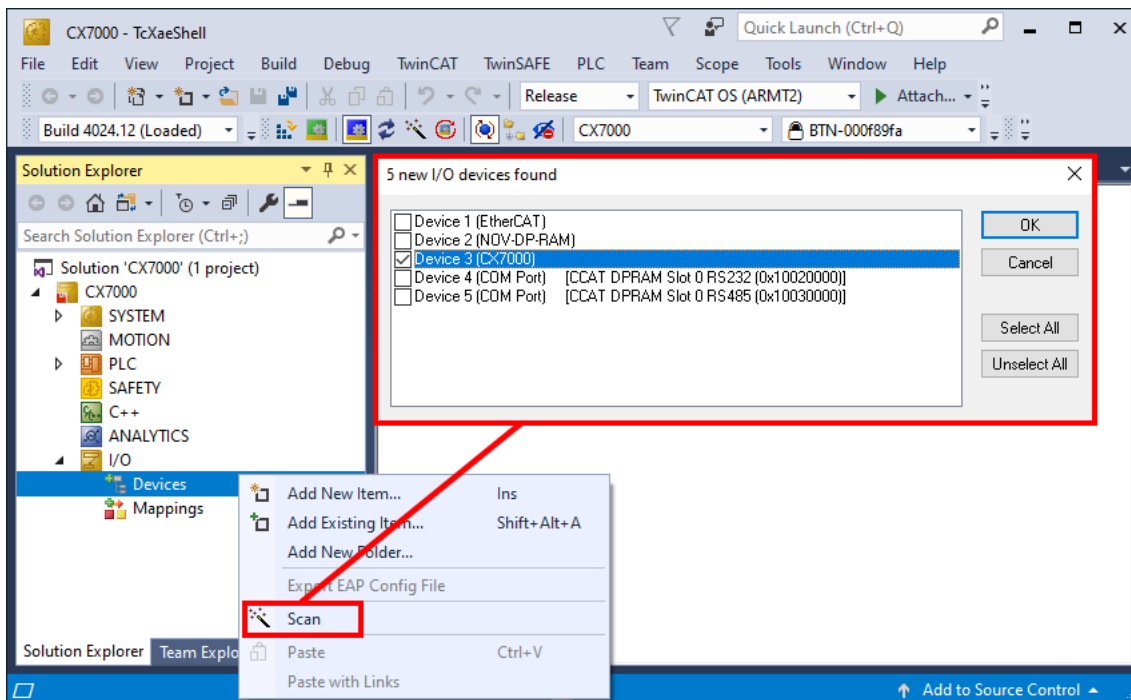 CX7000 - TcXaeShell
Quick Launch (Ctrl+Q)
File Edit View Project Build Debug TwinCAT TwinSAFE PLC Team Scope Tools Window Help
Release TwinCAT OS (ARMT2) Attach...
Build 4024.12 (Loaded) CX7000 BTN-000f89fa
Solution Explorer
Search Solution Explorer (Ctrl+;)
Solution 'CX7000' (1 project)
CX7000
SYSTEM
MOTION
PLC
SAFETY
C++
ANALYTICS
I/O
Devices
Mappings
5 new I/O devices found
Device 1 (EtherCAT)
Device 2 (NOV-DP-RAM)
Device 3 (CX7000)
Device 4 (COM Port) [CCAT DPRAM Slot 0 RS232 (0x10020000)]
Device 5 (COM Port) [CCAT DPRAM Slot 0 RS485 (0x10030000)]
OK
Cancel
Select All
Unselect All
Add New Item... Ins
Add Existing Item... Shift+Alt+A
Add New Folder...
Export EAP Config File
Scan
Paste Ctrl+V
Paste with Links
Solution Explorer Team Explo
Add to Source Control